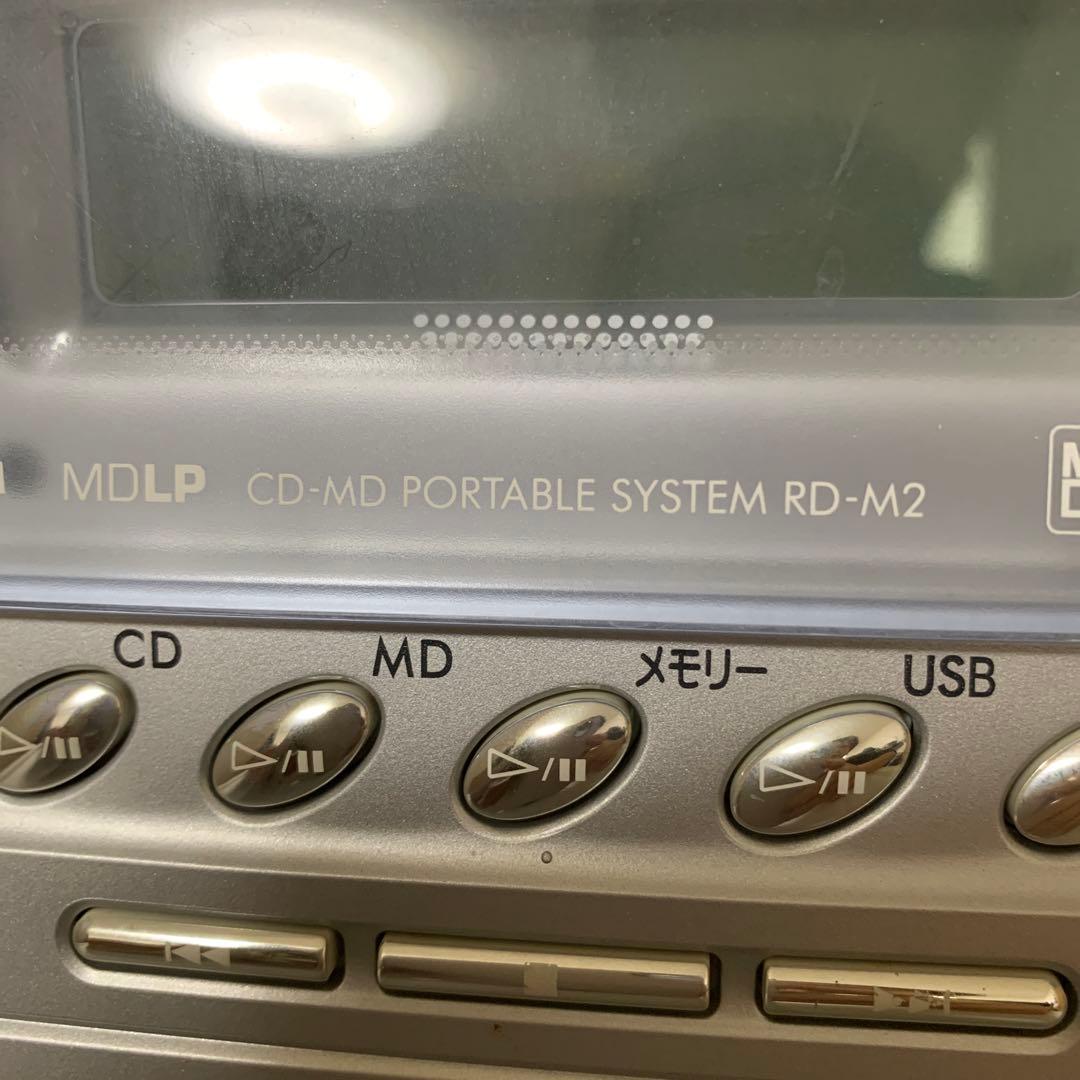 MDLP CD-MD PORTABLE SYSTEM RD-M2
CD MD メモリー USB